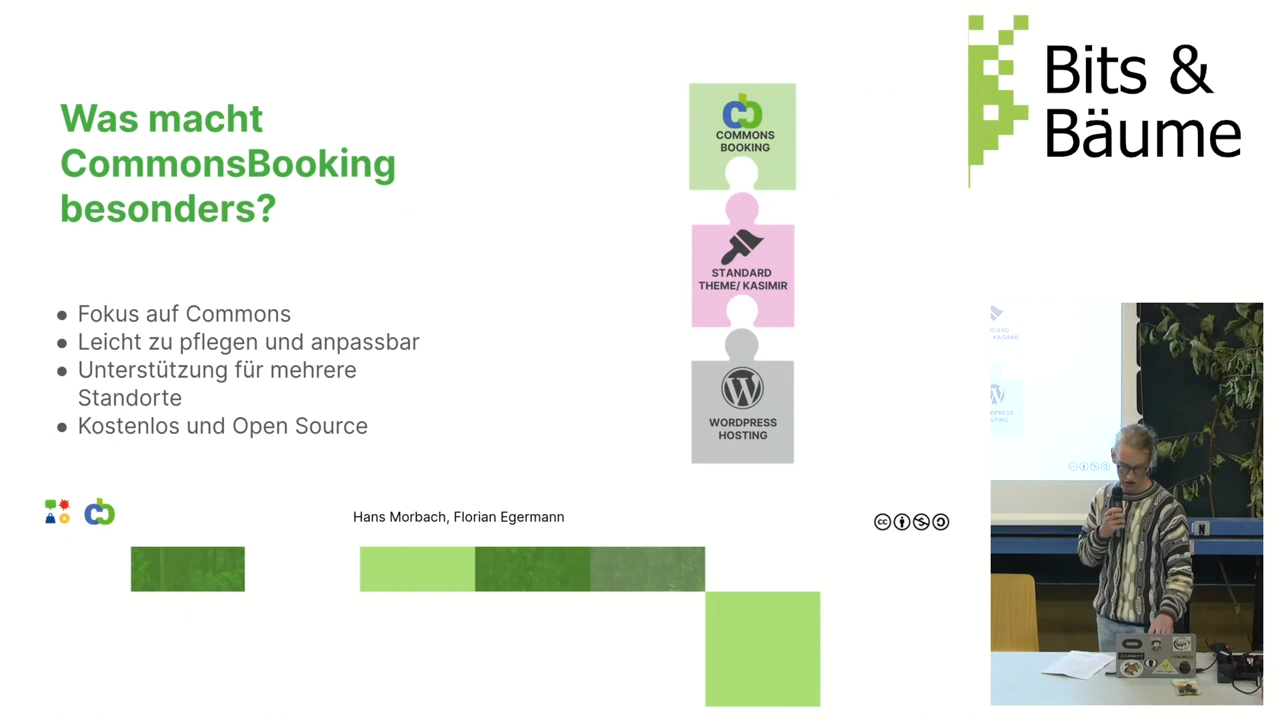 Was macht
CommonsBooking
besonders?
Fokus auf Commons
Leicht zu pflegen und anpassbar
Unterstützung für mehrere
Standorte
Kostenlos und Open Source
COMMONS
BOOKING
STANDARD
THEME/ KASIMIR
WORDPRESS
HOSTING
Hans Morbach, Florian Egermann
Bits &
Bäume